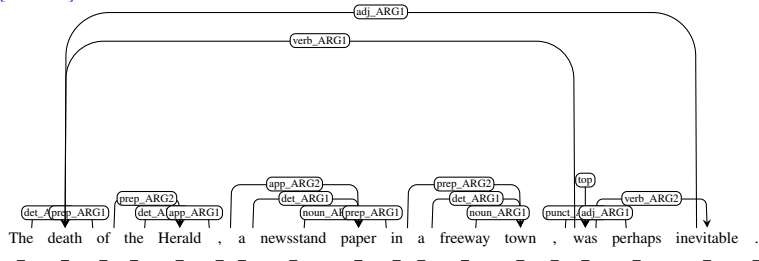 adj_ARG1
verb_ARG1
top
app_ARG2 prep_ARG2
prep_ARG2 det_ARG1 det_ARG1 verb_ARG2
prep_ARG1 app_ARG1 prep_ARG1 noun_ARG1 adj_ARG1
The death of the Herald , a newsstand paper in a freeway town , was perhaps inevitable .